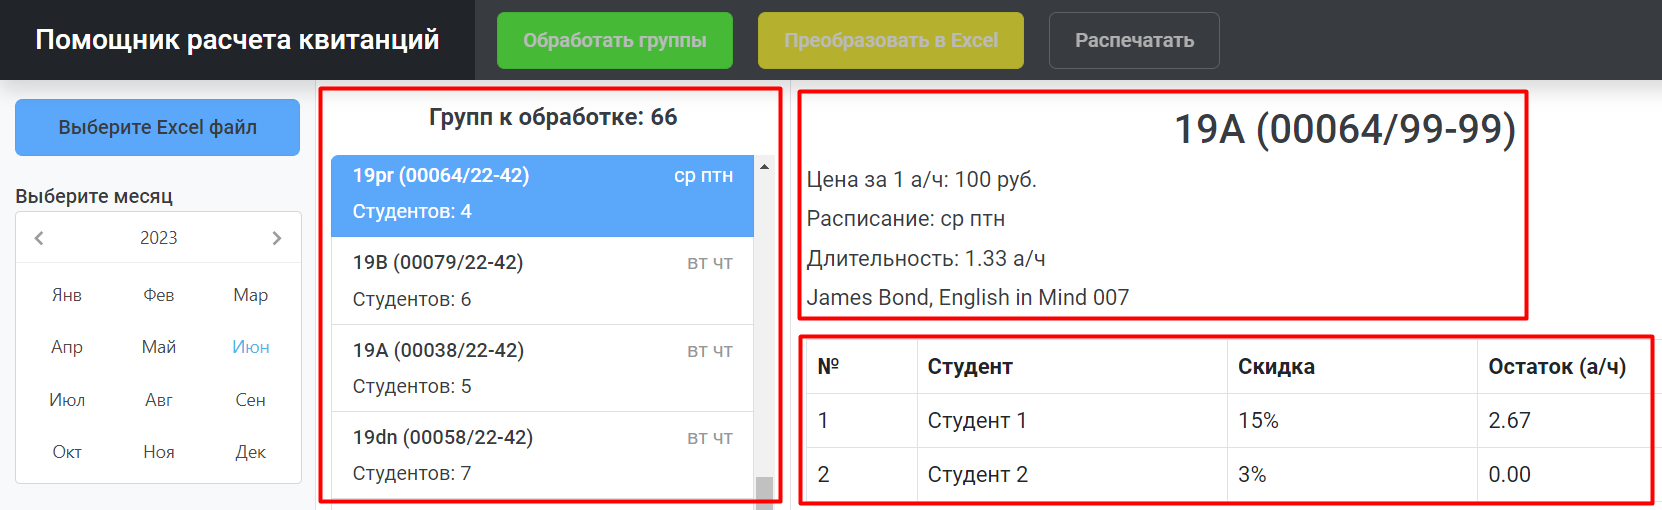 Помощник расчета квитанций
Обработать группы
Преобразовать в Excel
Распечатать
Выберите Excel файл
Выберите месяц
2023
Янв Фев Мар
Апр Май Июн
Июл Авг Сен
Окт Ноя Дек
Групп к обработке: 66
19pr (00064/22-42) ср птн
Студентов: 4
19B (00079/22-42) вт чт
Студентов: 6
19A (00038/22-42) вт чт
Студентов: 5
19dn (00058/22-42) вт чт
Студентов: 7
19A (00064/99-99)
Цена за 1 а/ч: 100 руб.
Расписание: ср птн
Длительность: 1.33 а/ч
James Bond, English in Mind 007
№ Студент Скидка Остаток (а/ч)
1 Студент 1 15% 2.67
2 Студент 2 3% 0.00